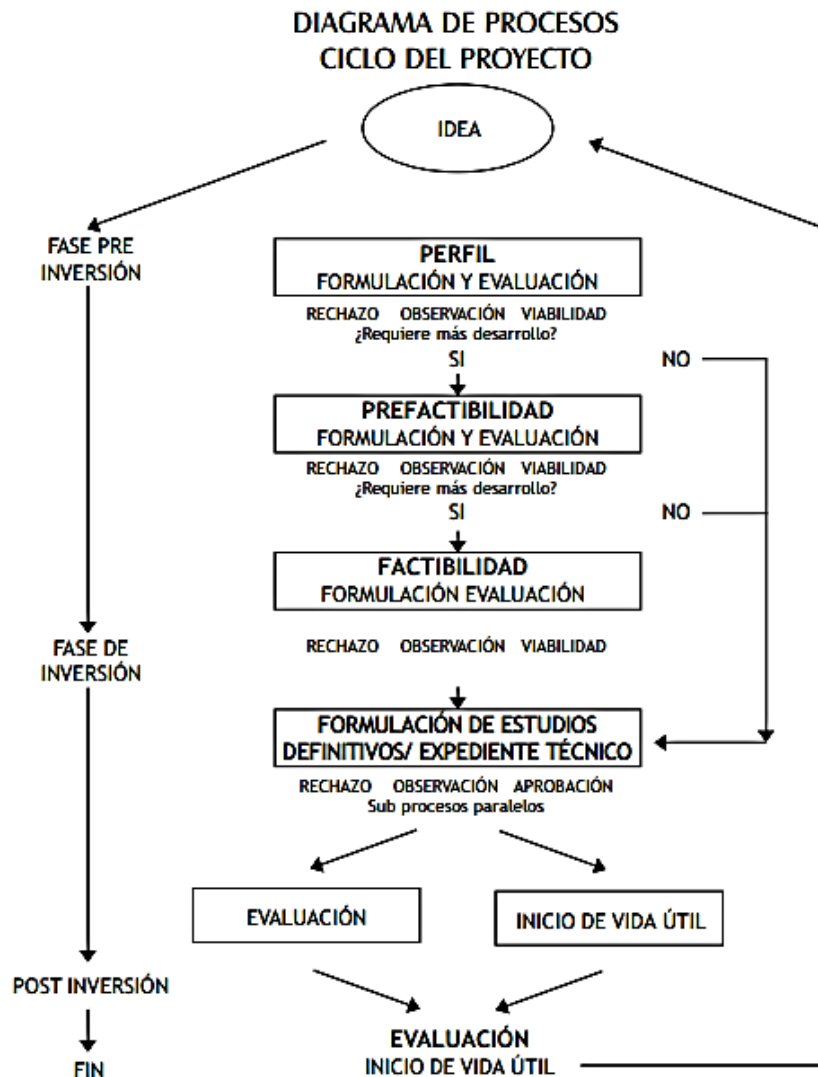 DIAGRAMA DE PROCESOS
CICLO DEL PROYECTO
IDEA
FASE PRE
INVERSIÓN
PERFIL
FORMULACIÓN Y EVALUACIÓN
RECHAZO OBSERVACIÓN VIABILIDAD
¿Requiere más desarrollo?
SI NO
PREFACTIBILIDAD
FORMULACIÓN Y EVALUACIÓN
RECHAZO OBSERVACIÓN VIABILIDAD
¿Requiere más desarrollo?
SI NO
FACTIBILIDAD
FORMULACIÓN EVALUACIÓN
FASE DE
INVERSIÓN
RECHAZO OBSERVACIÓN VIABILIDAD
FORMULACIÓN DE ESTUDIOS
DEFINITIVOS/ EXPEDIENTE TÉCNICO
RECHAZO OBSERVACIÓN APROBACIÓN
Sub procesos paralelos
EVALUACIÓN
INICIO DE VIDA ÚTIL
POST INVERSIÓN
FIN
EVALUACIÓN
INICIO DE VIDA ÚTIL